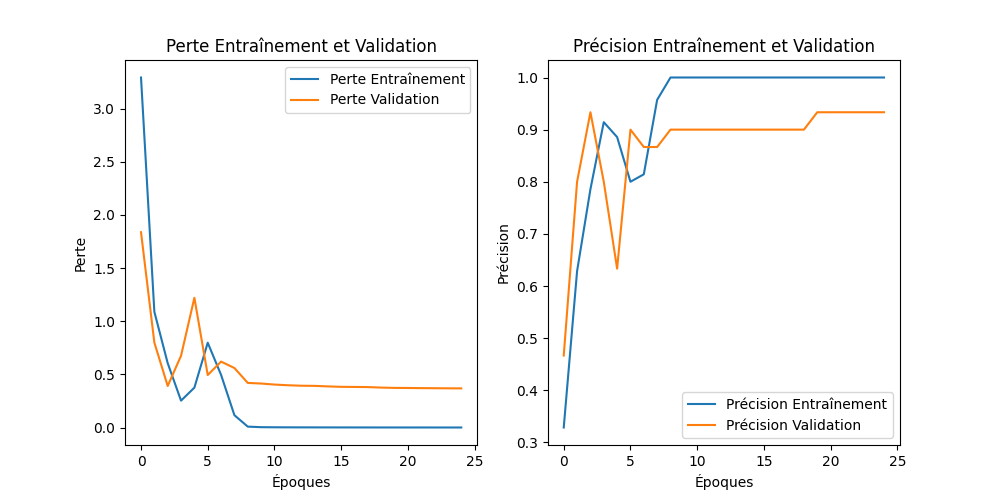 Perte Entraînement et Validation
Perte Entraînement
Perte Validation
3.0
2.5
2.0
1.5
1.0
0.5
0.0
Perte
0 5 10 15 20 25
Époques
Précision Entraînement et Validation
1.0
0.9
0.8
0.7
0.6
0.5
0.4
0.3
Précision
Précision Entraînement
Précision Validation
0 5 10 15 20 25
Époques